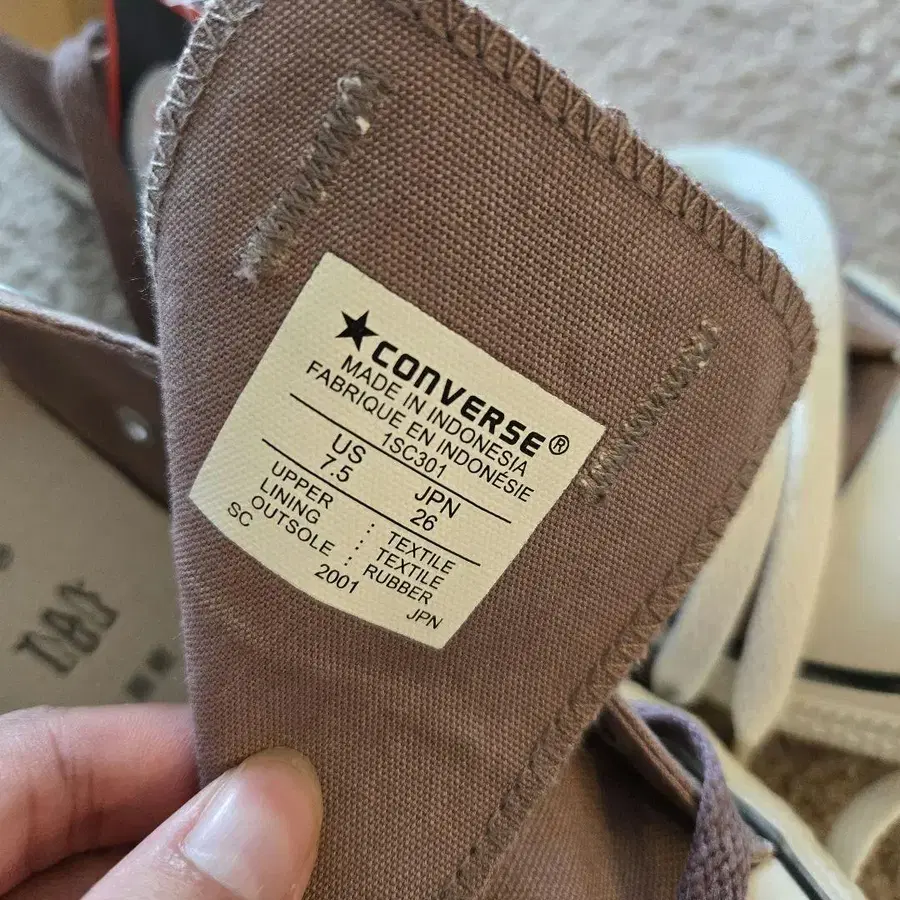 CONVERSE®
MADE IN INDONESIA
FABRIQUE EN INDONÉSIE
1SC301
US JPN
7.5 26
UPPER : TEXTILE
LINING : TEXTILE
OUTSOLE : RUBBER
SC 2001 JPN